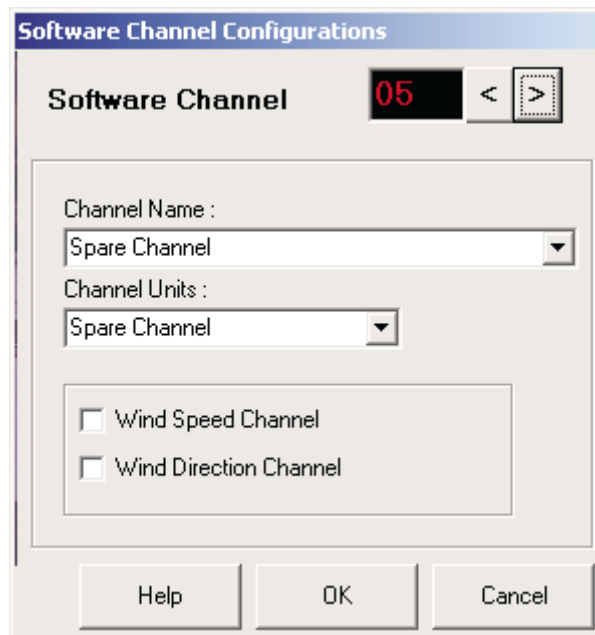 Software Channel Configurations
Software Channel 05 < >
Channel Name :
Spare Channel
Channel Units :
Spare Channel
Wind Speed Channel
Wind Direction Channel
Help OK Cancel